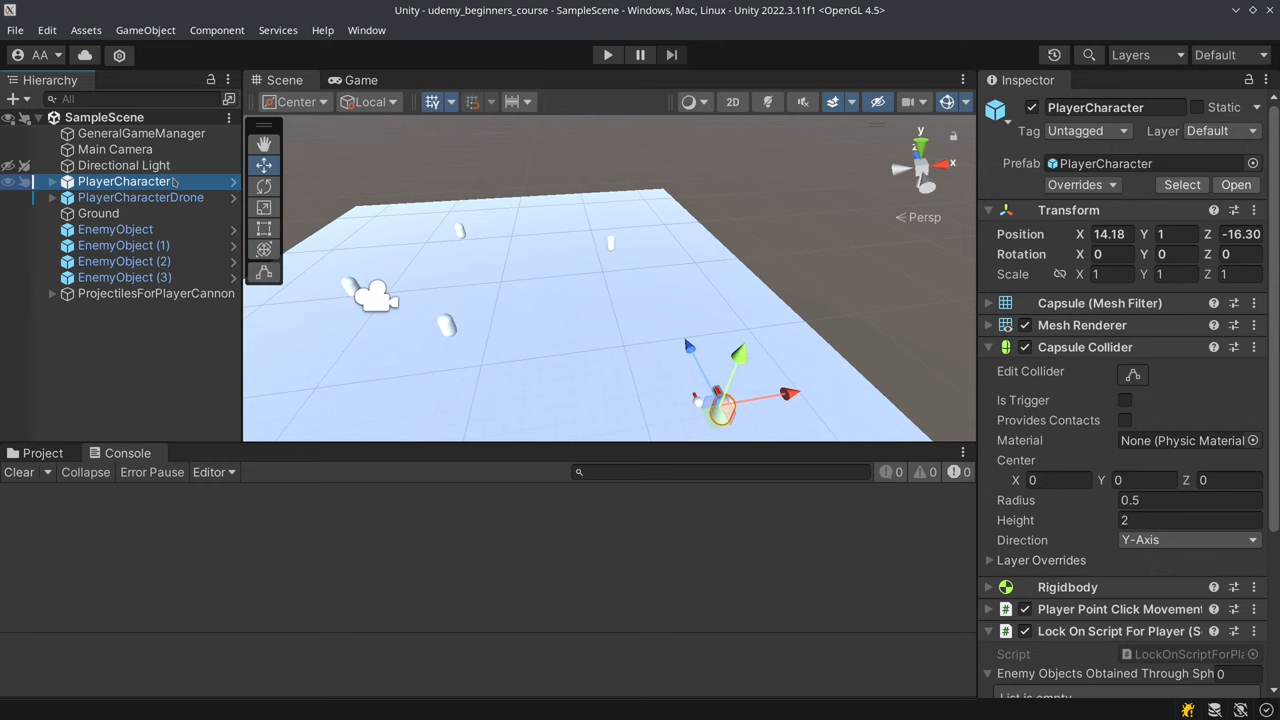 Unity - udemy_beginners_course - SampleScene - Windows, Mac, Linux - Unity 2022.3.11f1 <OpenGL 4.5>
File Edit Assets GameObject Component Services Help Window
AA Layers Default
Hierarchy
All
SampleScene
GeneralGameManager
Main Camera
Directional Light
PlayerCharacter
PlayerCharacterDrone
Ground
EnemyObject
EnemyObject (1)
EnemyObject (2)
EnemyObject (3)
ProjectilesForPlayerCannon
Scene Game
Center Local 2D
y
x
z
Persp
Project Console
Clear Collapse Error Pause Editor 0 0 0
Inspector
PlayerCharacter Static
Tag Untagged Layer Default
Prefab PlayerCharacter
Overrides Select Open
Transform
Position X 14.18 Y 1 Z -16.30
Rotation X 0 Y 0 Z 0
Scale X 1 Y 1 Z 1
Capsule (Mesh Filter)
Mesh Renderer
Capsule Collider
Edit Collider
Is Trigger
Provides Contacts
Material None (Physic Material
Center
X 0 Y 0 Z 0
Radius 0.5
Height 2
Direction Y-Axis
Layer Overrides
Rigidbody
Player Point Click Movement
Lock On Script For Player (S
Script LockOnScriptForPla
Enemy Objects Obtained Through Sph 0
List is empty